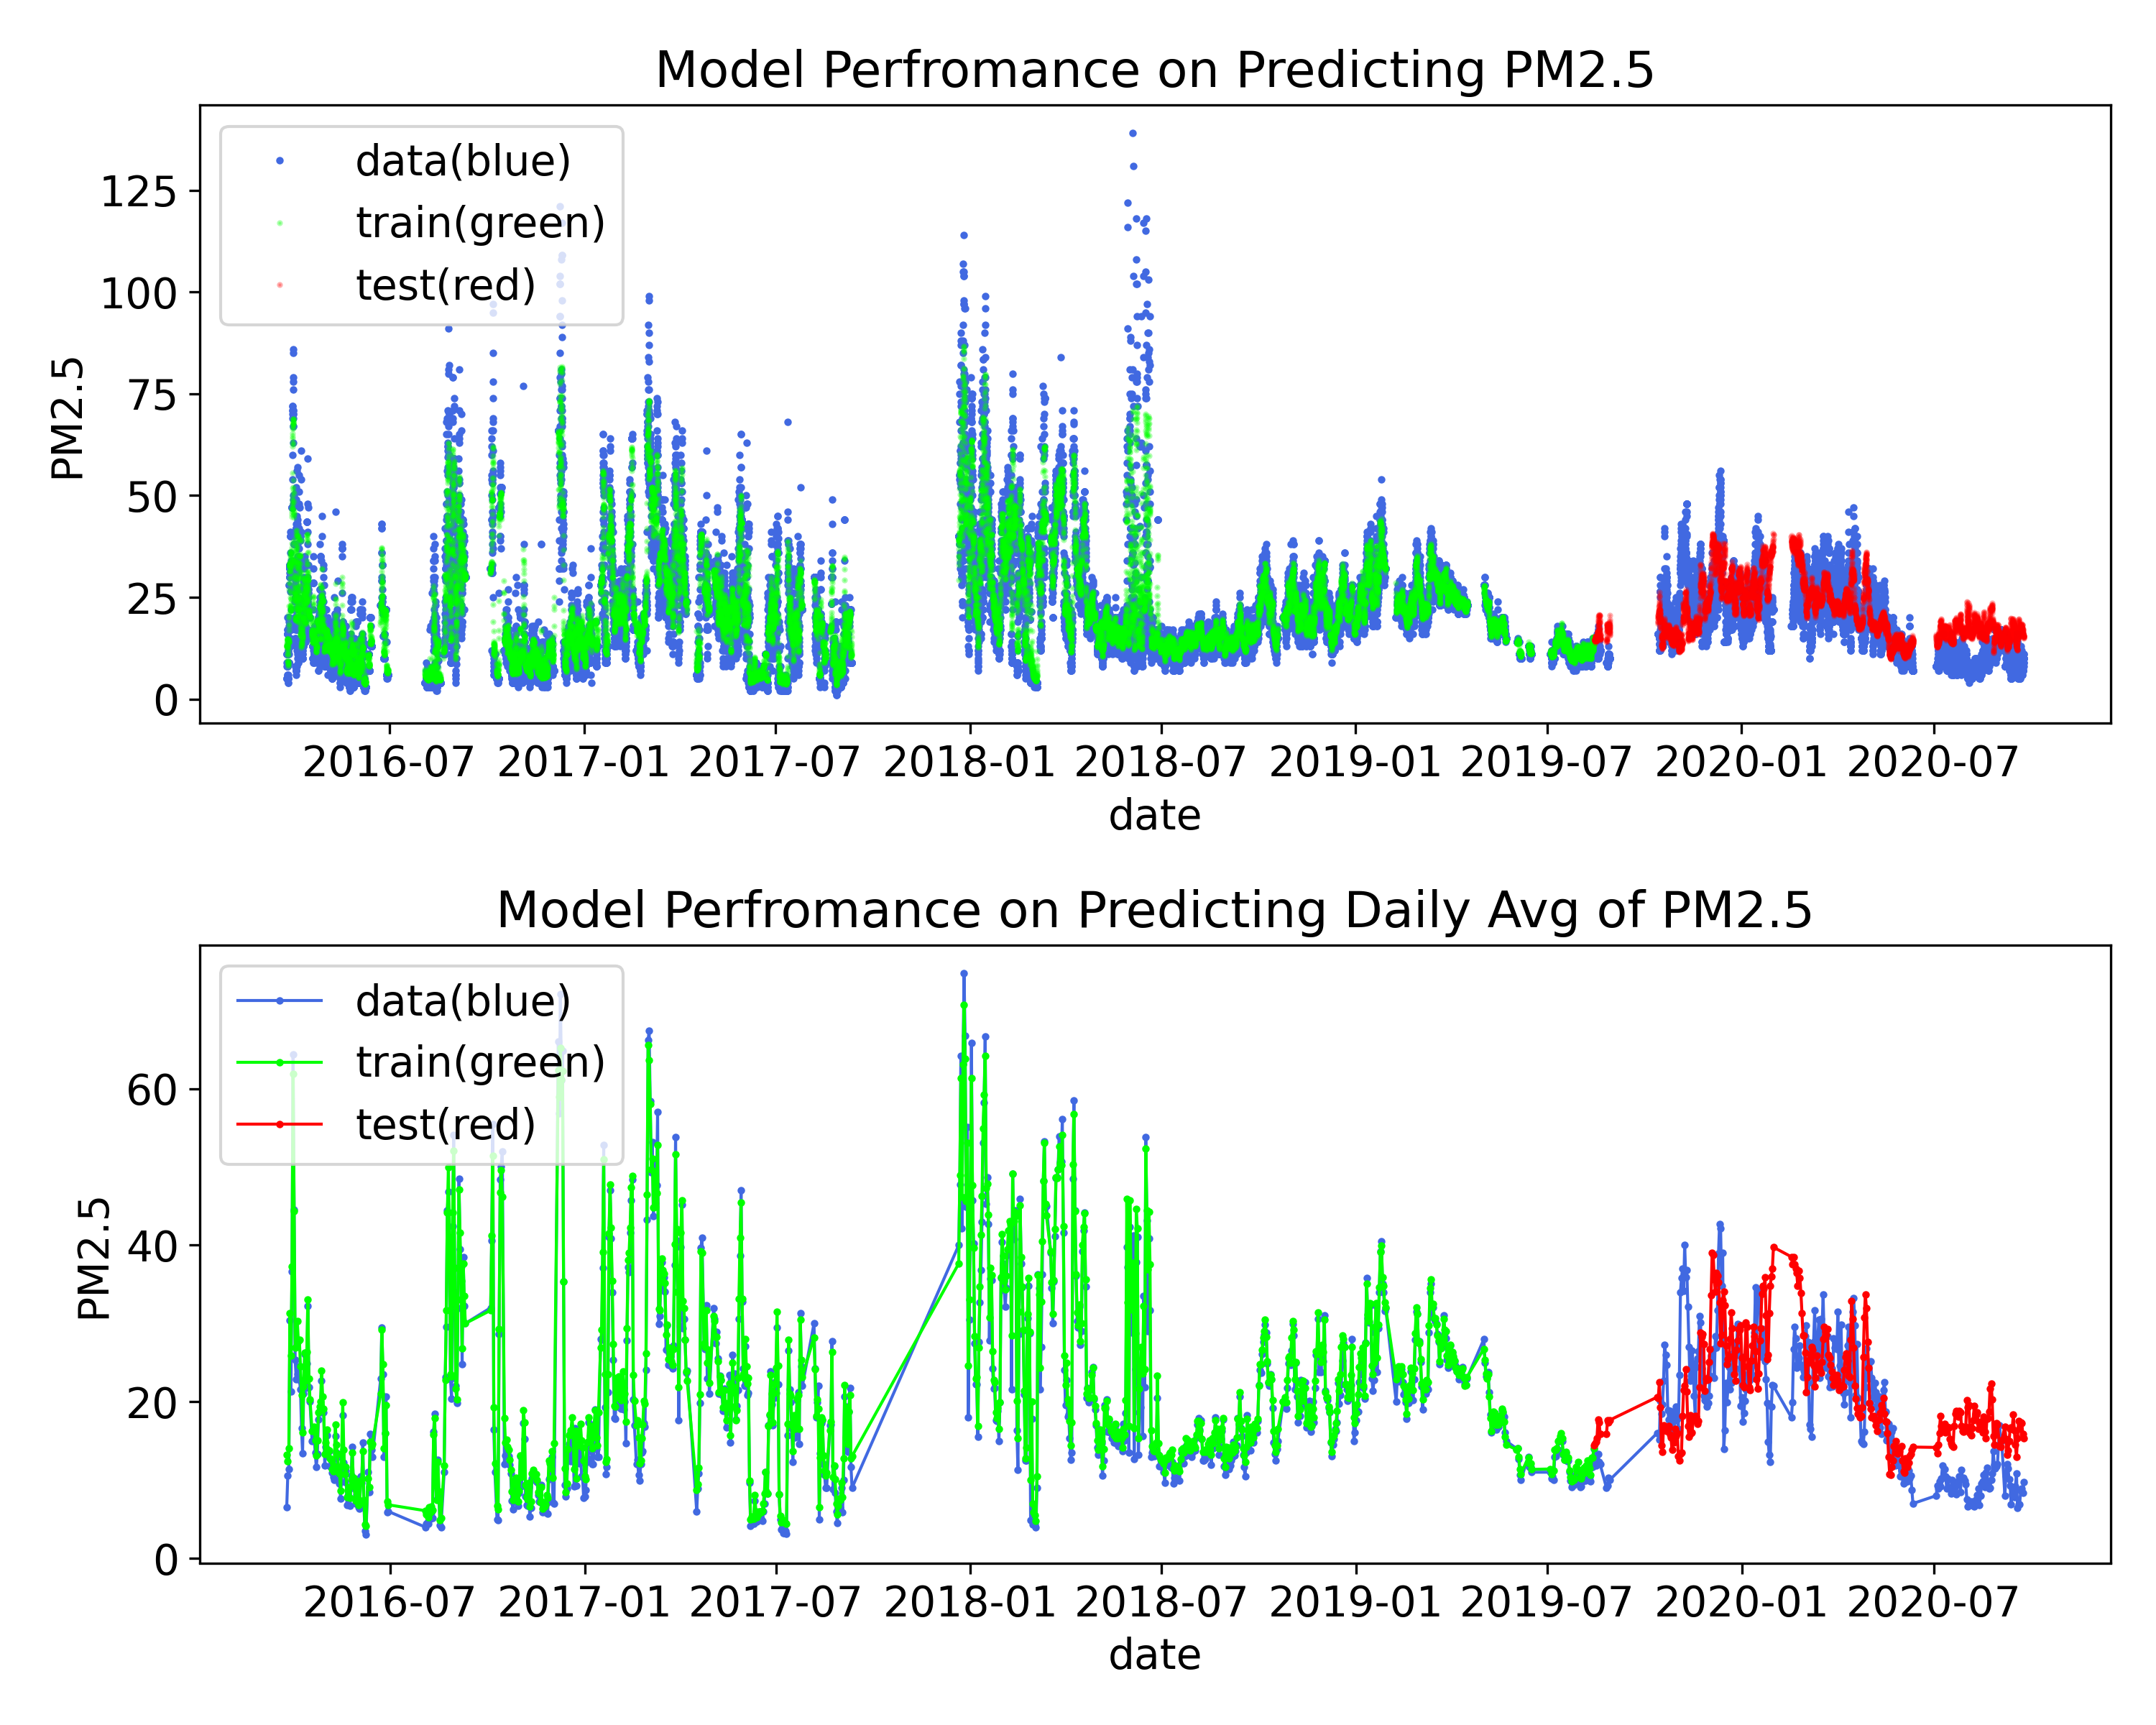 Model Perfromance on Predicting PM2.5
data(blue)
train(green)
test(red)
PM2.5
125
100
75
50
25
0
2016-07 2017-01 2017-07 2018-01 2018-07 2019-01 2019-07 2020-01 2020-07
date
Model Perfromance on Predicting Daily Avg of PM2.5
data(blue)
train(green)
test(red)
PM2.5
60
40
20
0
2016-07 2017-01 2017-07 2018-01 2018-07 2019-01 2019-07 2020-01 2020-07
date